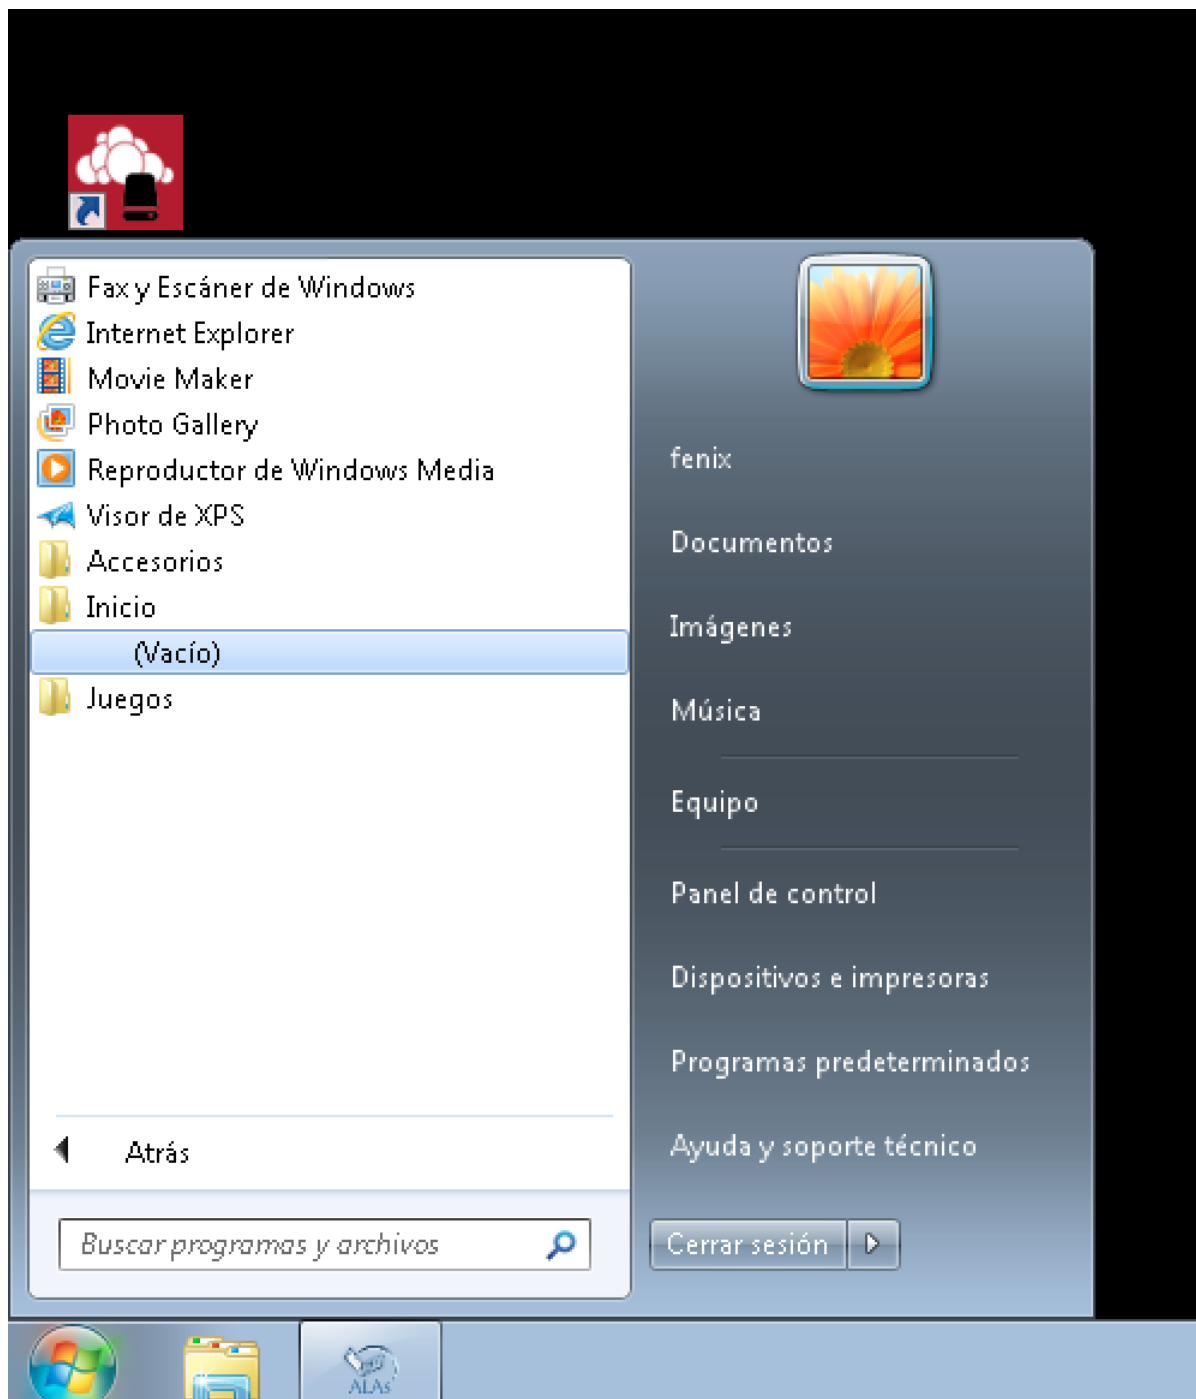 Fax y Escáner de Windows
Internet Explorer
Movie Maker
Photo Gallery
Reproductor de Windows Media
Visor de XPS
Accesorios
Inicio
(Vacío)
Juegos
Atrás
Buscar programas y archivos
fenix
Documentos
Imágenes
Música
Equipo
Panel de control
Dispositivos e impresoras
Programas predeterminados
Ayuda y soporte técnico
Cerrar sesión
ALAs